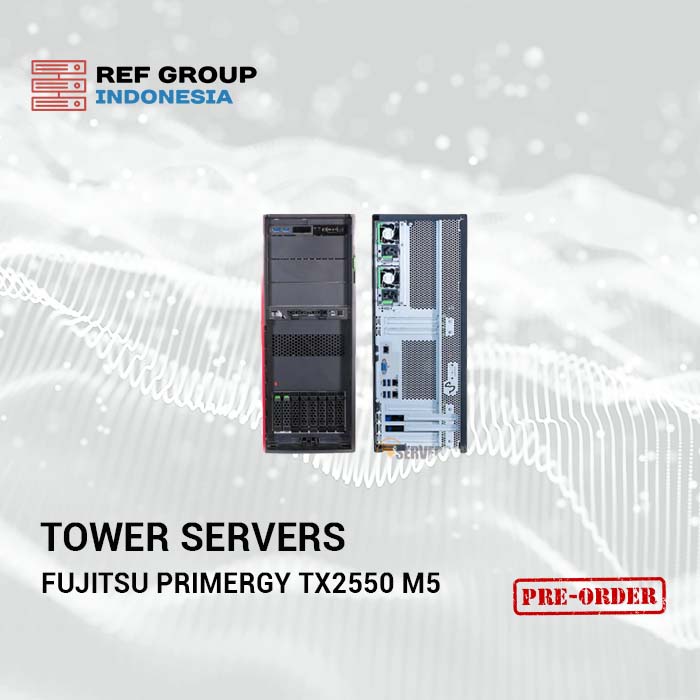 REF GROUP
INDONESIA
TOWER SERVERS
FUJITSU PRIMERGY TX2550 M5
PRE-ORDER